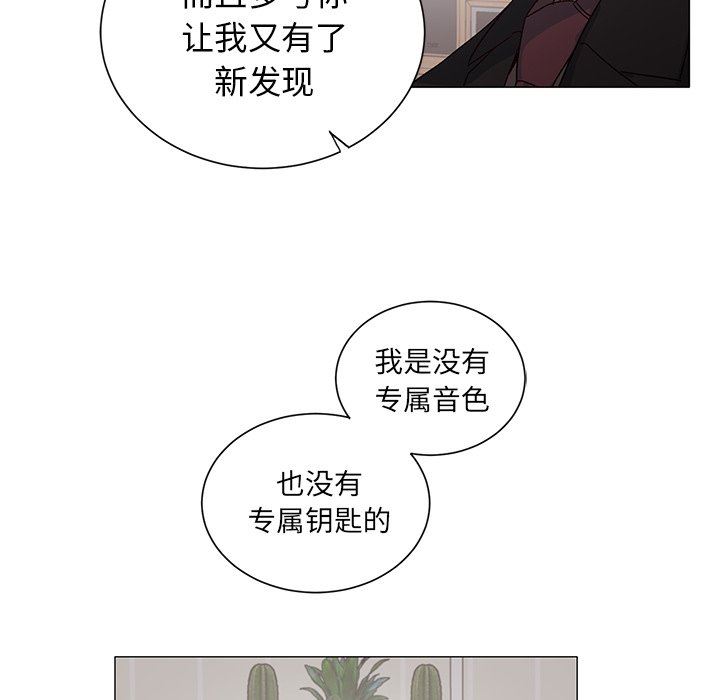 让我又有了
新发现
我是没有
专属音色
也没有
专属钥匙的